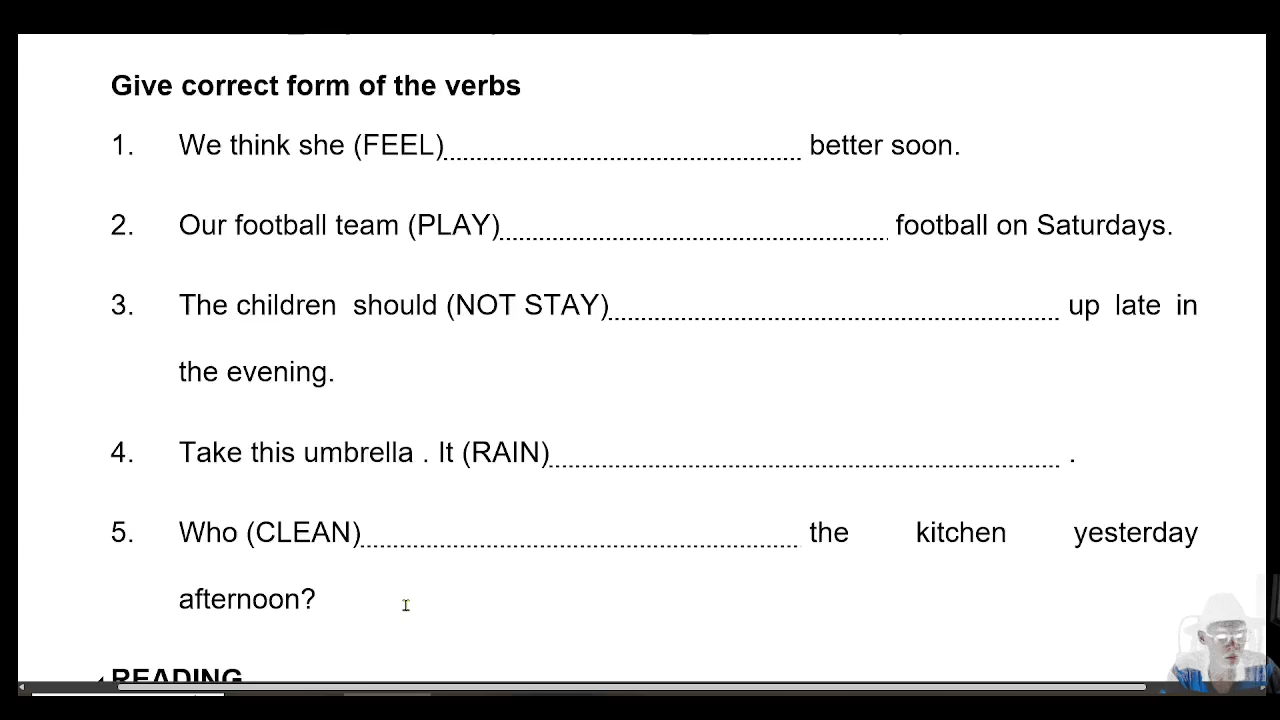 Give correct form of the verbs
1. We think she (FEEL)........................................ better soon.
2. Our football team (PLAY)........................................ football on Saturdays.
3. The children should (NOT STAY)........................................ up late in
the evening.
4. Take this umbrella . It (RAIN)........................................ .
5. Who (CLEAN)........................................ the kitchen yesterday
afternoon?
READING